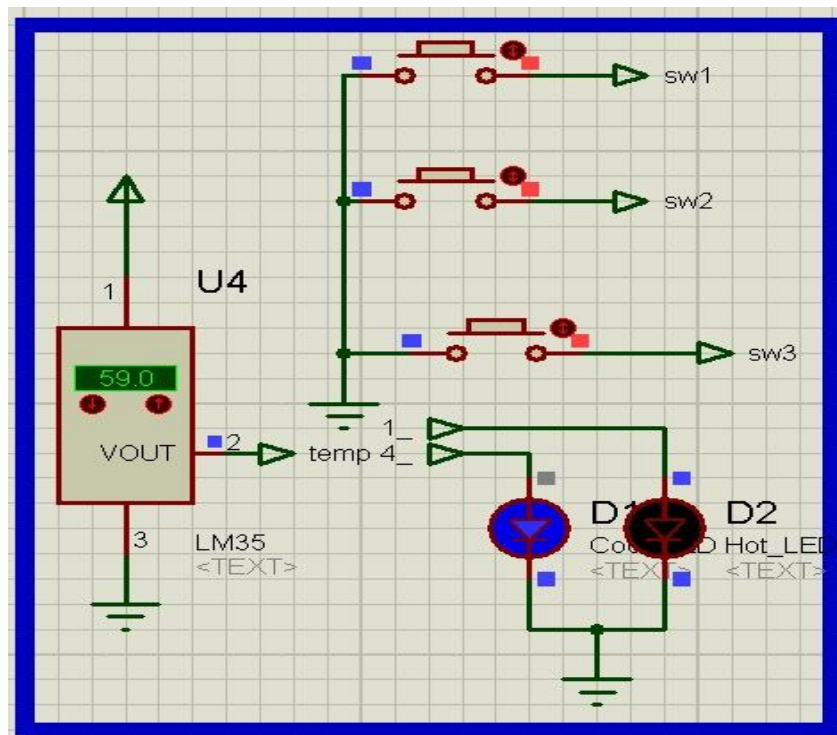 sw1
sw2
U4
1
59.0
sw3
1_
VOUT
2
temp 4_
3
LM35
<TEXT>
D2
Hot_LED
<TEXT>
<TEXT>